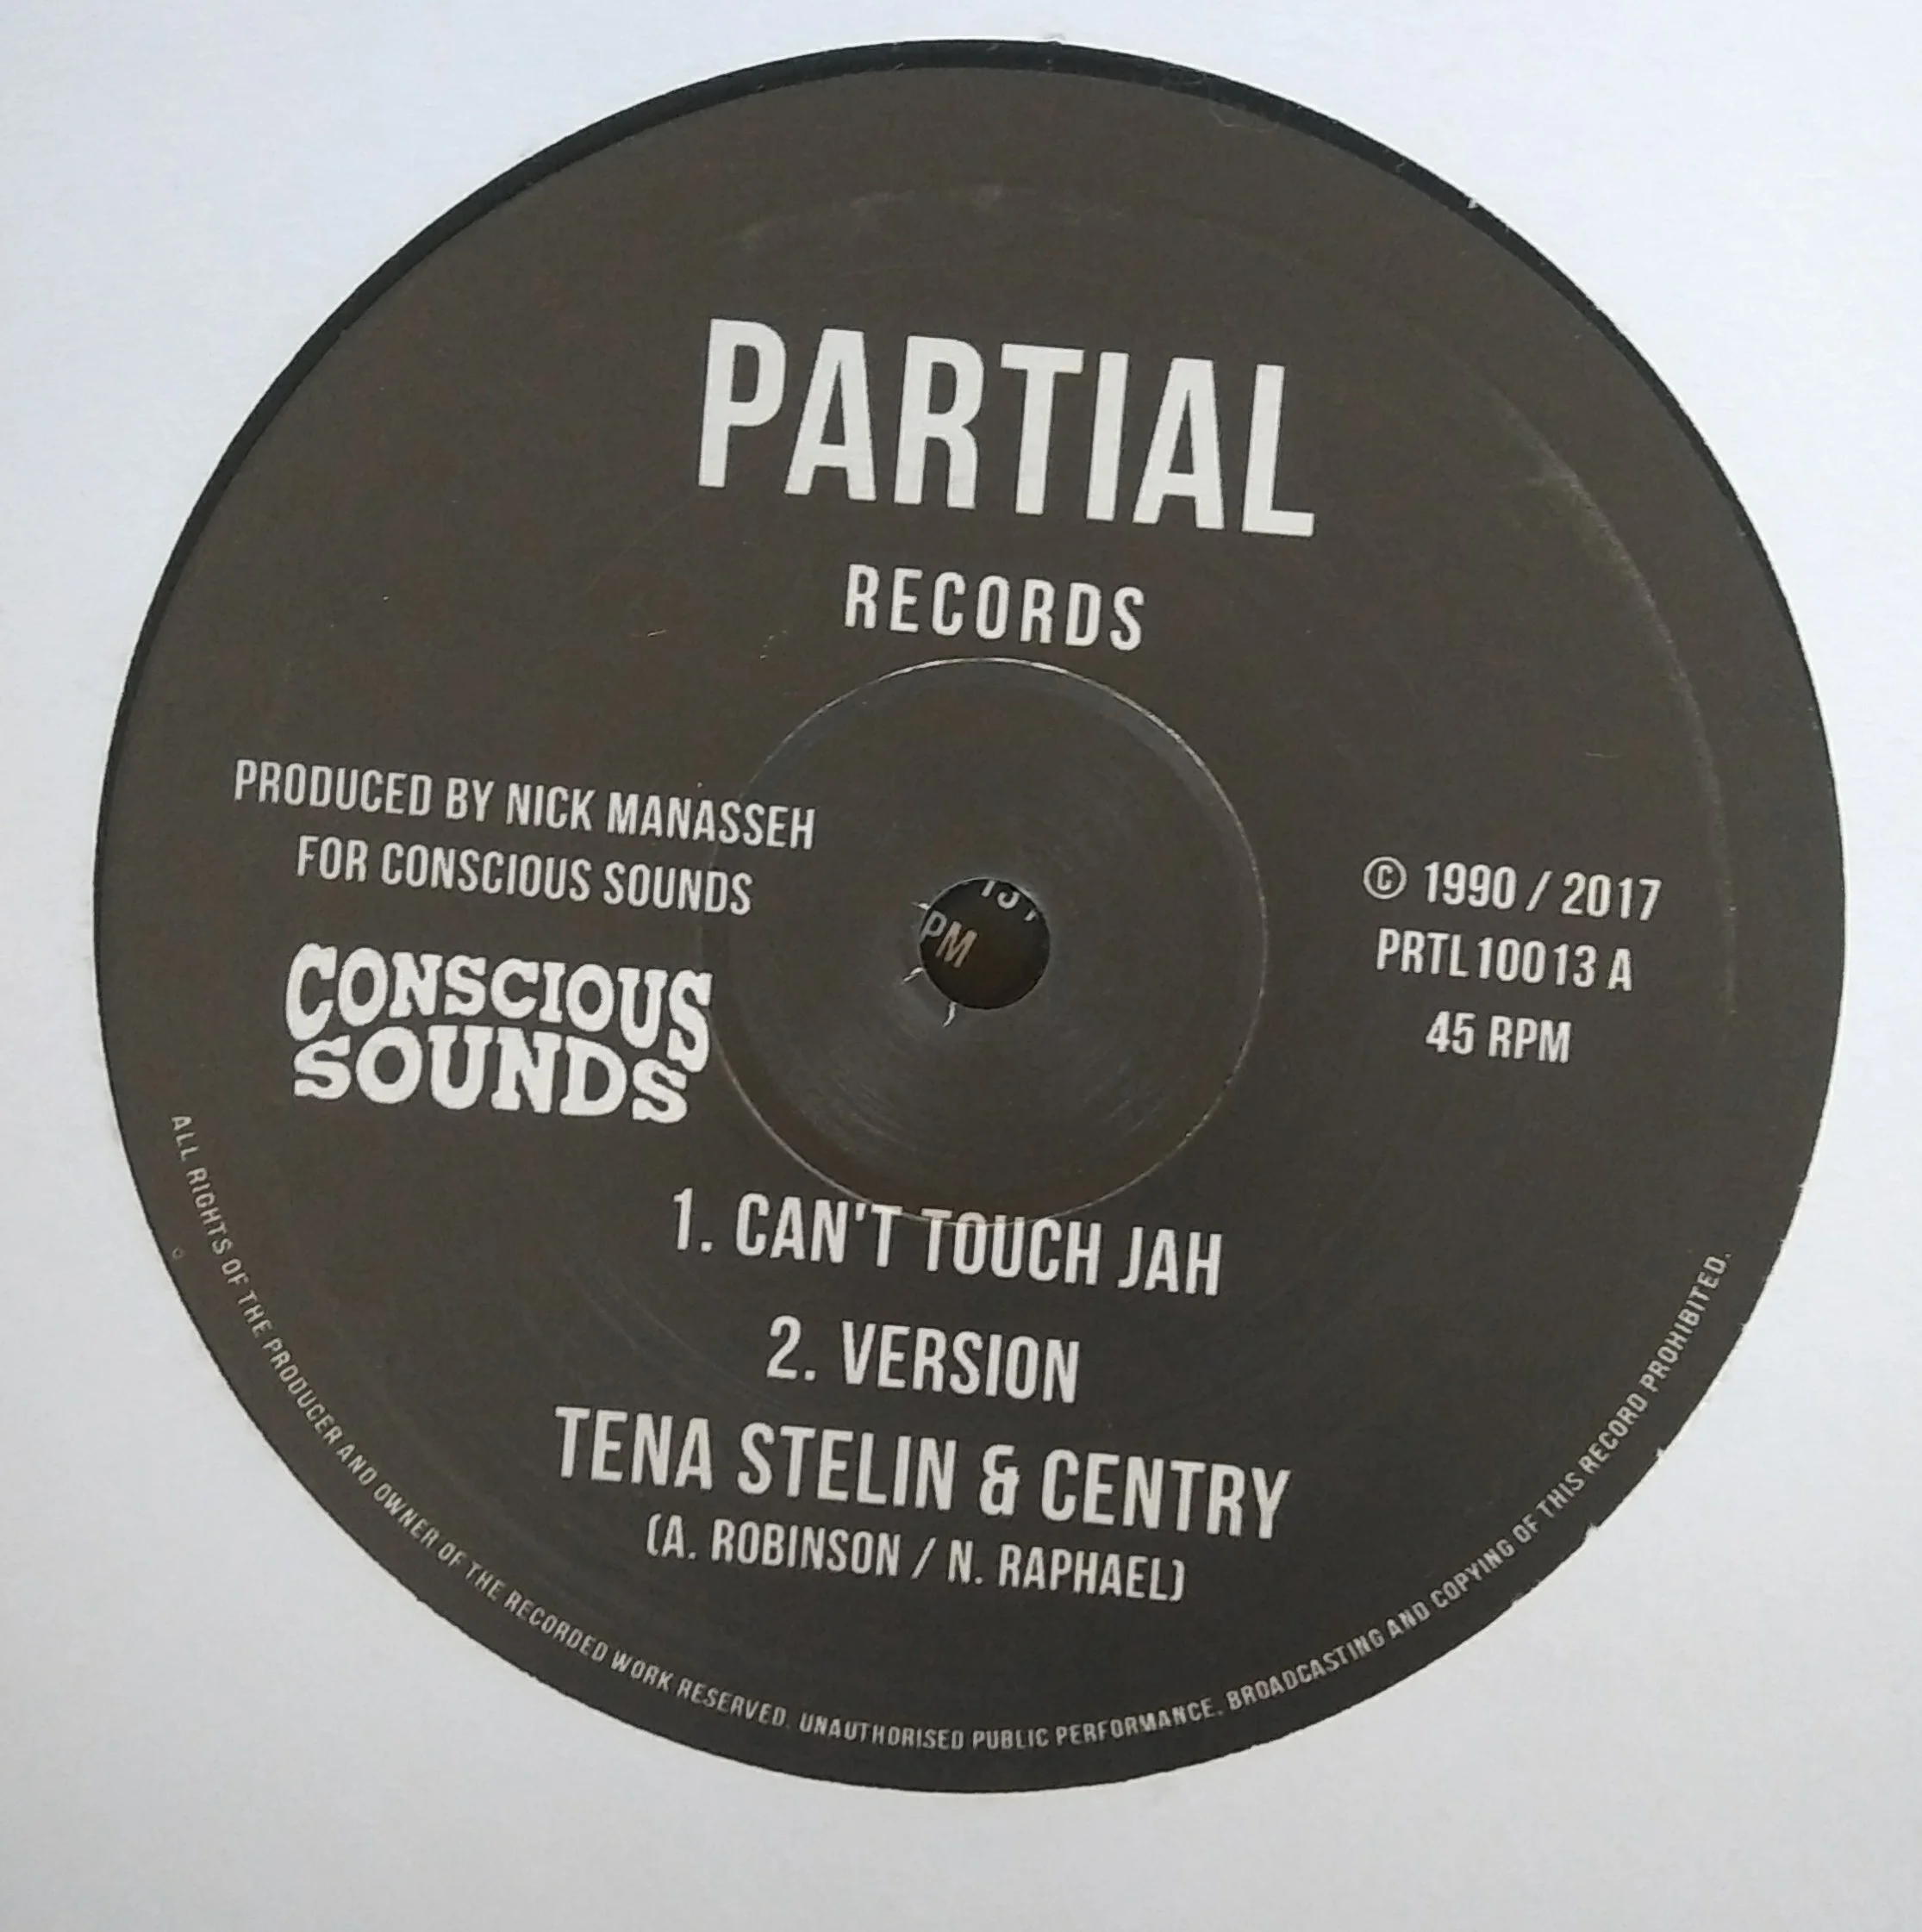 PARTIAL
RECORDS
PRODUCED BY NICK MANASSEH
FOR CONSCIOUS SOUNDS
CONSCIOUS
SOUNDS
© 1990 / 2017
PRTL10013 A
45 RPM
PM
1. CAN'T TOUCH JAH
2. VERSION
TENA STELIN & CENTRY
(A. ROBINSON / N. RAPHAEL)
ALL RIGHTS OF THE PRODUCER AND OWNER OF THE RECORDED WORK RESERVED. UNAUTHORISED PUBLIC PERFORMANCE. BROADCASTING AND COPYING OF THIS RECORD PROHIBITED.